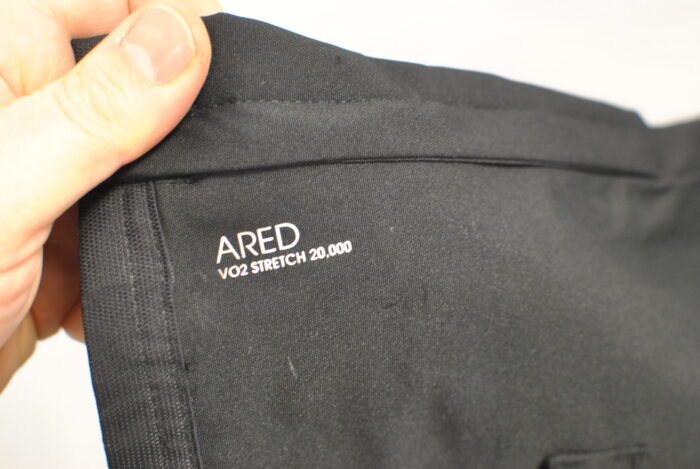 ARED
VO2 STRETCH 20,000